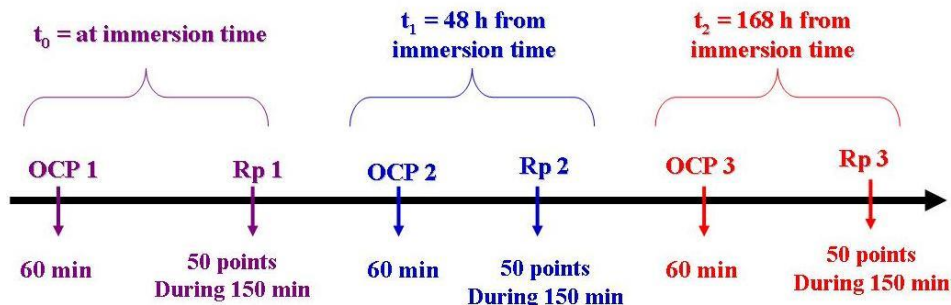 t₀ = at immersion time
t₁ = 48 h from
immersion time
t₂ = 168 h from
immersion time
OCP 1
Rp 1
OCP 2
Rp 2
OCP 3
Rp 3
60 min
50 points
During 150 min
60 min
50 points
During 150 min
60 min
50 points
During 150 min